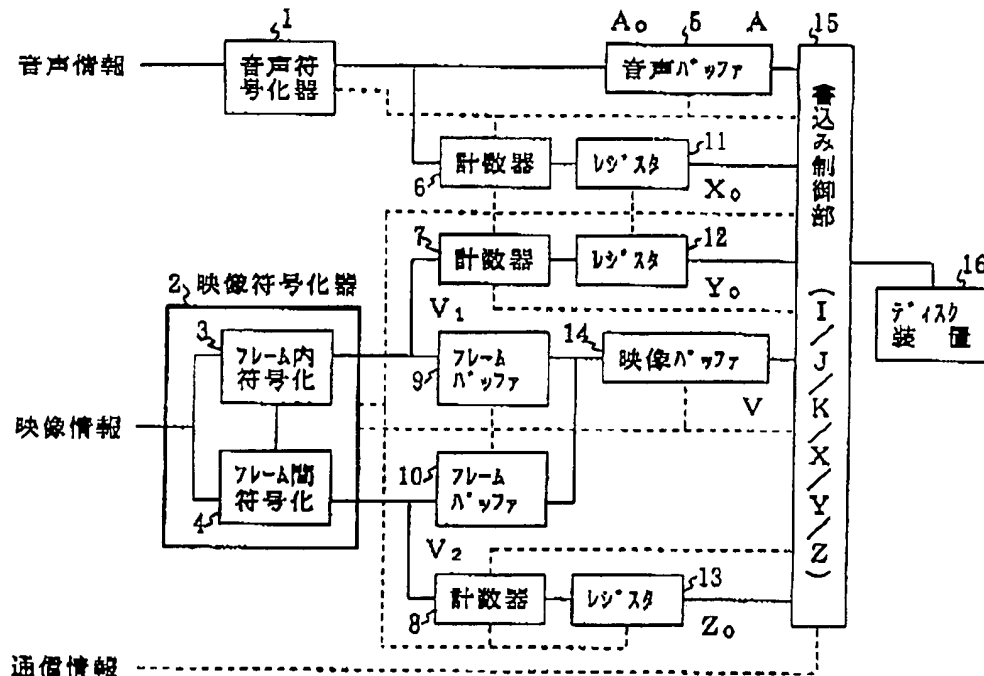 1
音声情報
音声符
号化器
A₀
5
A
音声バッファ
15
書込み制御部 (I/J/K/X/Y/Z)
6
計数器
11
レジスタ
X₀
7
計数器
12
レジスタ
Y₀
16
ディスク
装置
2 映像符号化器
V₁
3
フレーム内
符号化
9
フレーム
バッファ
14
映像バッファ
V
映像情報
4
フレーム間
符号化
10
フレーム
バッファ
V₂
8
計数器
13
レジスタ
Z₀
通信情報